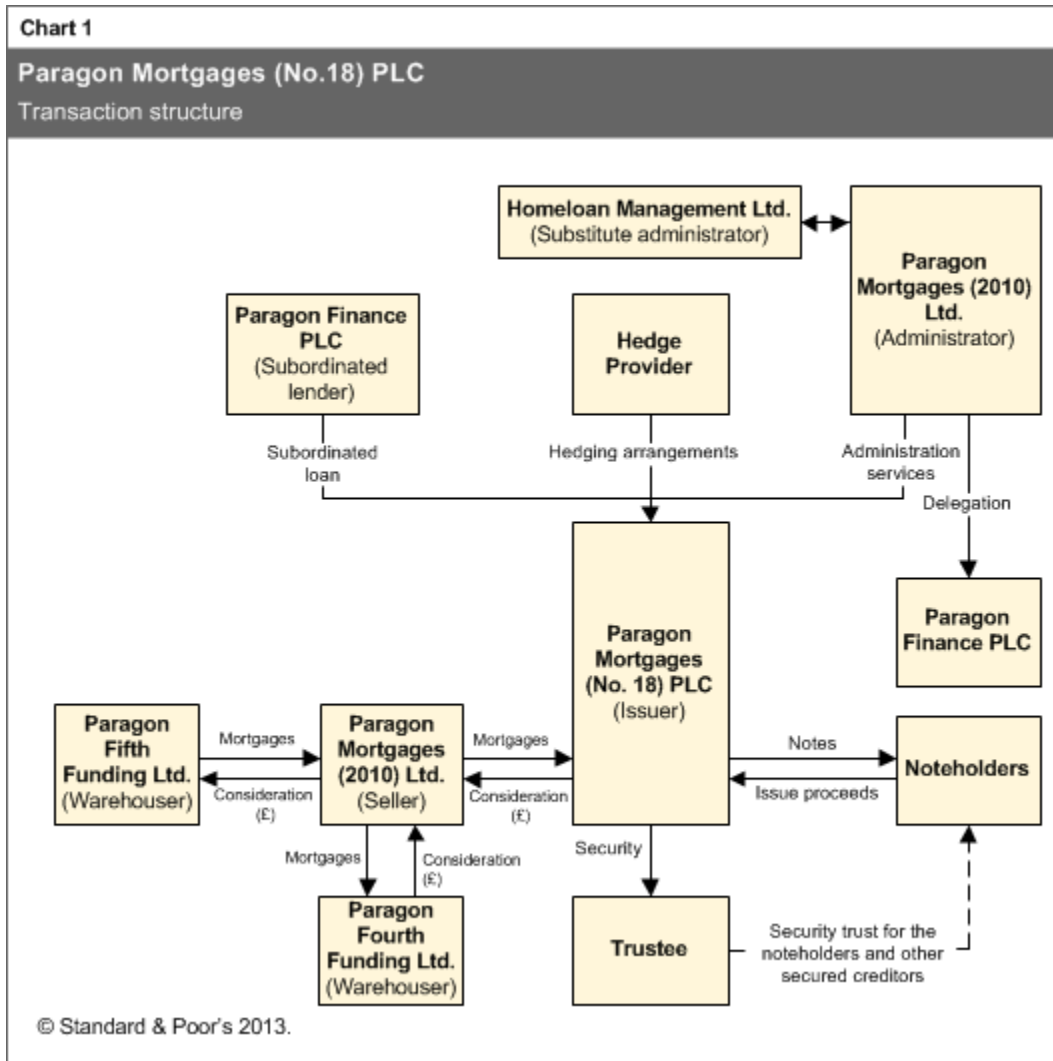 Chart 1
Paragon Mortgages (No.18) PLC
Transaction structure
Homeloan Management Ltd.
(Substitute administrator)
Paragon
Mortgages (2010)
Ltd.
(Administrator)
Paragon Finance
PLC
(Subordinated
lender)
Hedge
Provider
Subordinated
loan
Hedging arrangements
Administration
services
Delegation
Paragon
Finance PLC
Paragon
Mortgages
(No. 18) PLC
(Issuer)
Paragon
Fifth
Funding Ltd.
(Warehouser)
Mortgages
Consideration
(£)
Paragon
Mortgages
(2010) Ltd.
(Seller)
Mortgages
Consideration
(£)
Notes
Issue proceeds
Noteholders
Mortgages
Consideration
(£)
Security
Paragon
Fourth
Funding Ltd.
(Warehouser)
Trustee
Security trust for the
noteholders and other
secured creditors
© Standard & Poor's 2013.